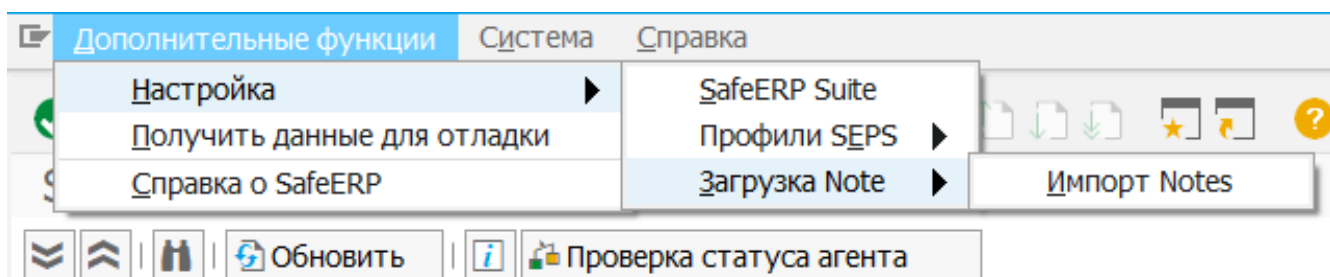 Дополнительные функции Система Справка
Настройка SafeERP Suite
Получить данные для отладки Профили SEPS
Справка о SafeERP Загрузка Note Импорт Notes
Обновить Проверка статуса агента